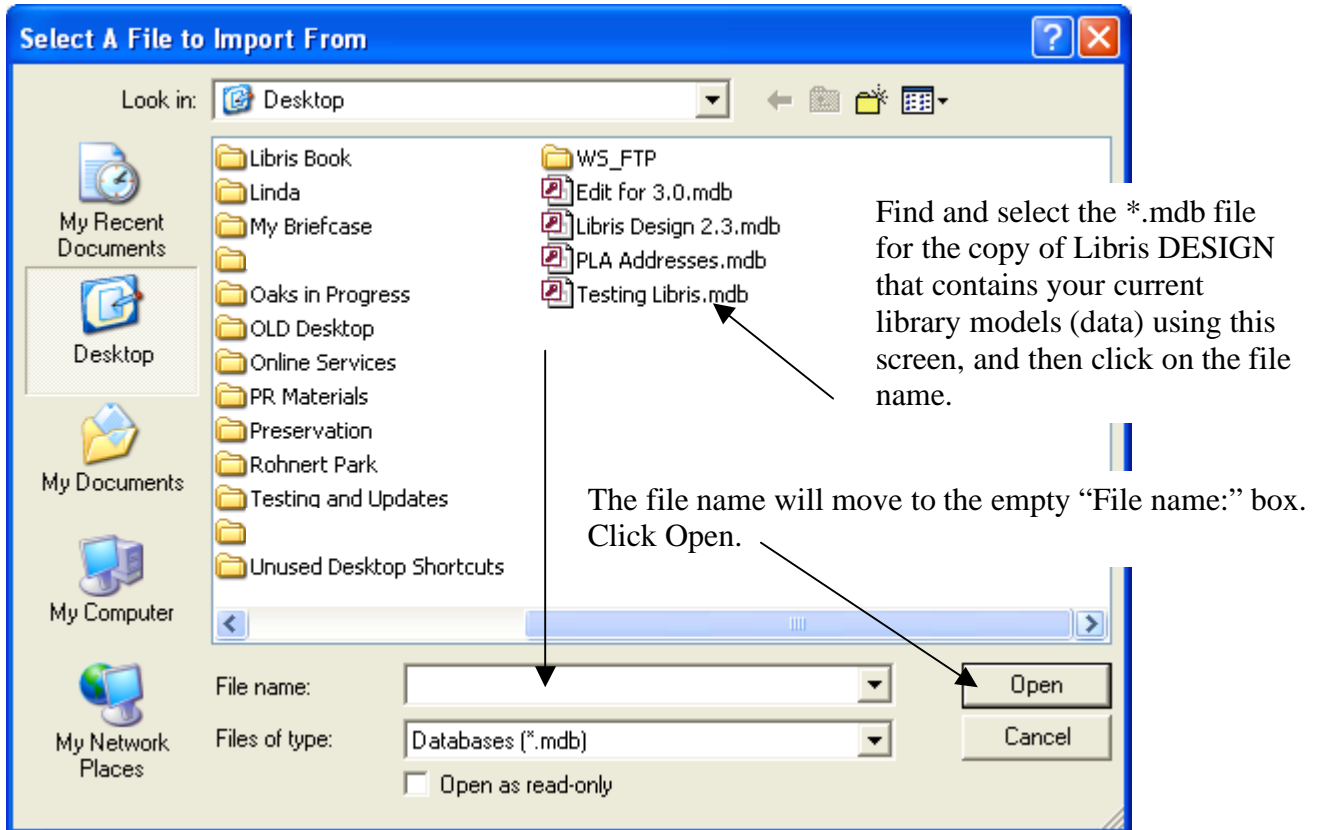 Select A File to Import From
Look in:
Desktop
My Recent
Documents
Desktop
My Documents
My Computer
My Network
Places
Libris Book
Linda
My Briefcase
Oaks in Progress
OLD Desktop
Online Services
PR Materials
Preservation
Rohnert Park
Testing and Updates
Unused Desktop Shortcuts
WS_FTP
Edit for 3.0.mdb
Libris Design 2.3.mdb
PLA Addresses.mdb
Testing Libris.mdb
Find and select the *.mdb file
for the copy of Libris DESIGN
that contains your current
library models (data) using this
screen, and then click on the file
name.
The file name will move to the empty “File name:” box.
Click Open.
File name:
Open
Files of type:
Databases (*.mdb)
Cancel
Open as read-only